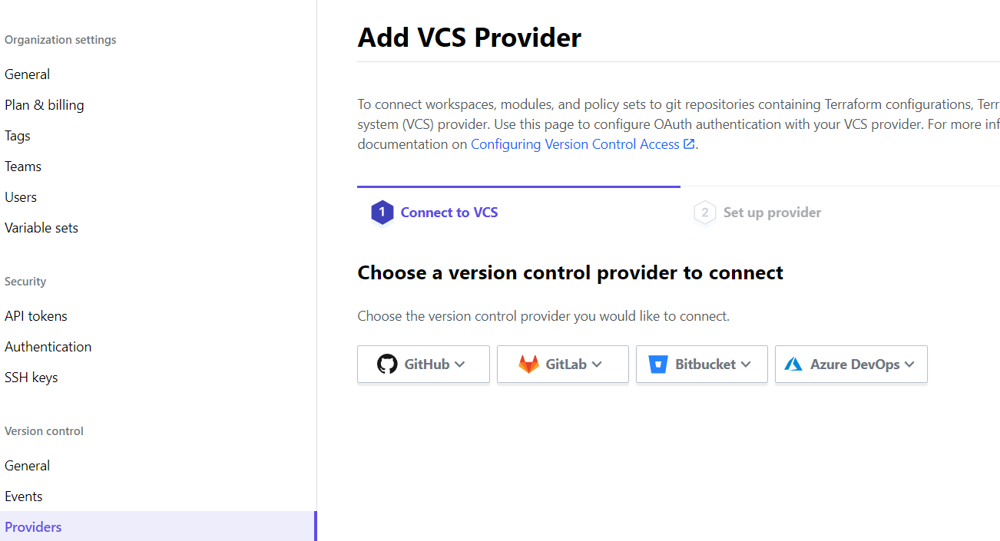 Organization settings
General
Plan & billing
Tags
Teams
Users
Variable sets
Security
API tokens
Authentication
SSH keys
Version control
General
Events
Providers
Add VCS Provider
To connect workspaces, modules, and policy sets to git repositories containing Terraform configurations,
system (VCS) provider. Use this page to configure OAuth authentication with your VCS provider. For more
documentation on Configuring Version Control Access.
1 Connect to VCS
2 Set up provider
Choose a version control provider to connect
Choose the version control provider you would like to connect.
GitHub
GitLab
Bitbucket
Azure DevOps